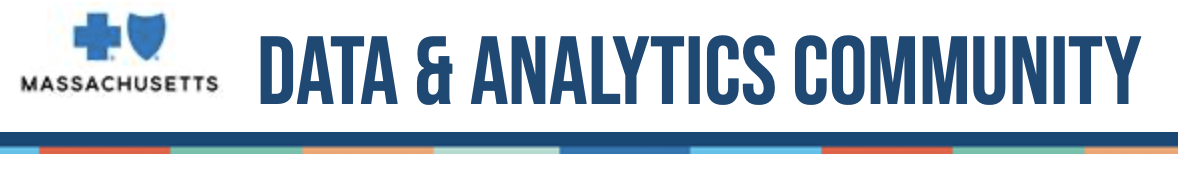 MASSACHUSETTS
DATA & ANALYTICS COMMUNITY